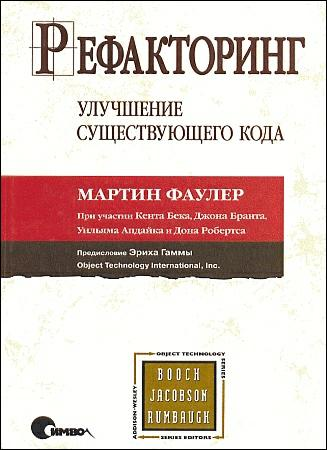 РЕФАКТОРИНГ
УЛУЧШЕНИЕ
СУЩЕСТВУЮЩЕГО КОДА
МАРТИН ФАУЛЕР
При участии Кента Бека, Джона Бранта,
Уильяма Апдайка и Дона Робертса
Предисловие Эриха Гаммы
Object Technology International, Inc.
OBJECT TECHNOLOGY
SERIES
BOOCH
JACOBSON
RUMBAUGH
ADDISON-WESLEY
SERIES EDITORS
СИМВОЛ